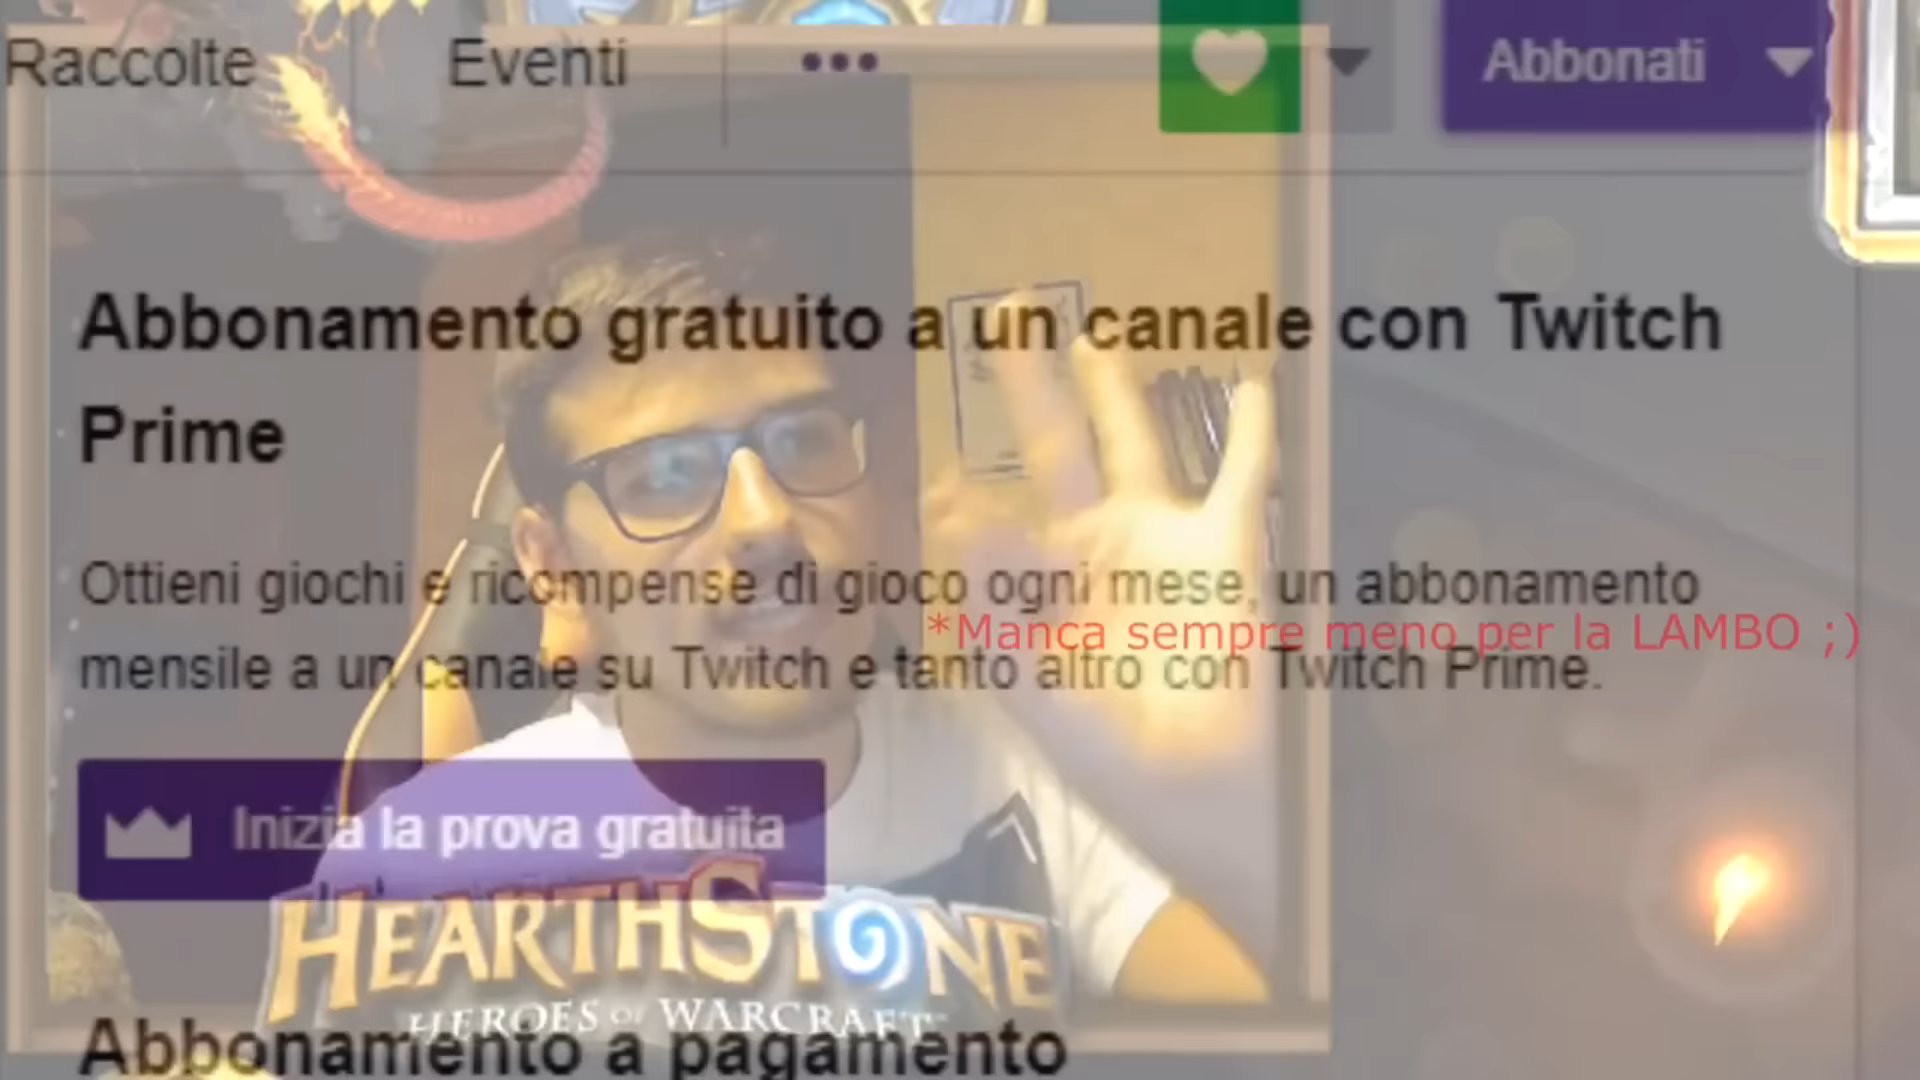 Raccolte Eventi Abbonati
Abbonamento gratuito a un canale con Twitch
Prime
Ottieni giochi e ricompense di gioco ogni mese, un abbonamento
*Manca sempre meno per la LAMBO ;)
mensile a un canale su Twitch e tanto altro con Twitch Prime.
Inizia la prova gratuita
HEARTHSTONE
HEROES OF WARCRAFT
Abbonamento a pagamento